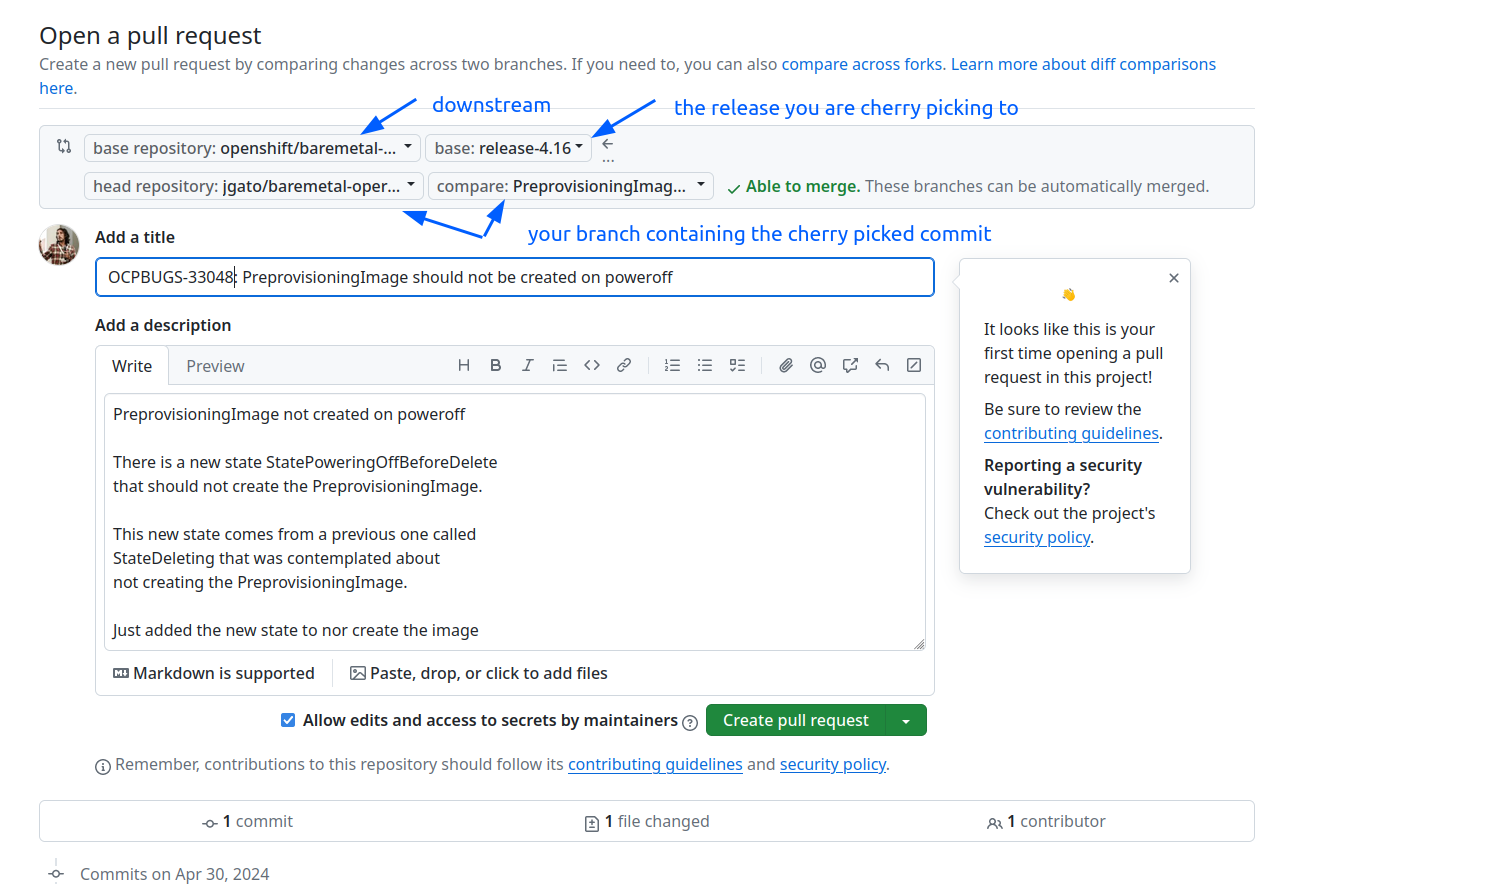 Open a pull request
Create a new pull request by comparing changes across two branches. If you need to, you can also compare across forks. Learn more about diff comparisons
here.
downstream
the release you are cherry picking to
base repository: openshift/baremetal-...
base: release-4.16
...
head repository: jgato/baremetal-oper...
compare: PreprovisioningImag...
Able to merge. These branches can be automatically merged.
your branch containing the cherry picked commit
Add a title
OCPBUGS-33048: PreprovisioningImage should not be created on poweroff
Add a description
Write
Preview
PreprovisioningImage not created on poweroff
There is a new state StatePoweringOffBeforeDelete
that should not create the PreprovisioningImage.
This new state comes from a previous one called
StateDeleting that was contemplated about
not creating the PreprovisioningImage.
Just added the new state to nor create the image
Markdown is supported
Paste, drop, or click to add files
Allow edits and access to secrets by maintainers
Create pull request
Remember, contributions to this repository should follow its contributing guidelines and security policy.
👋
It looks like this is your
first time opening a pull
request in this project!
Be sure to review the
contributing guidelines.
Reporting a security
vulnerability?
Check out the project's
security policy.
1 commit
1 file changed
1 contributor
Commits on Apr 30, 2024